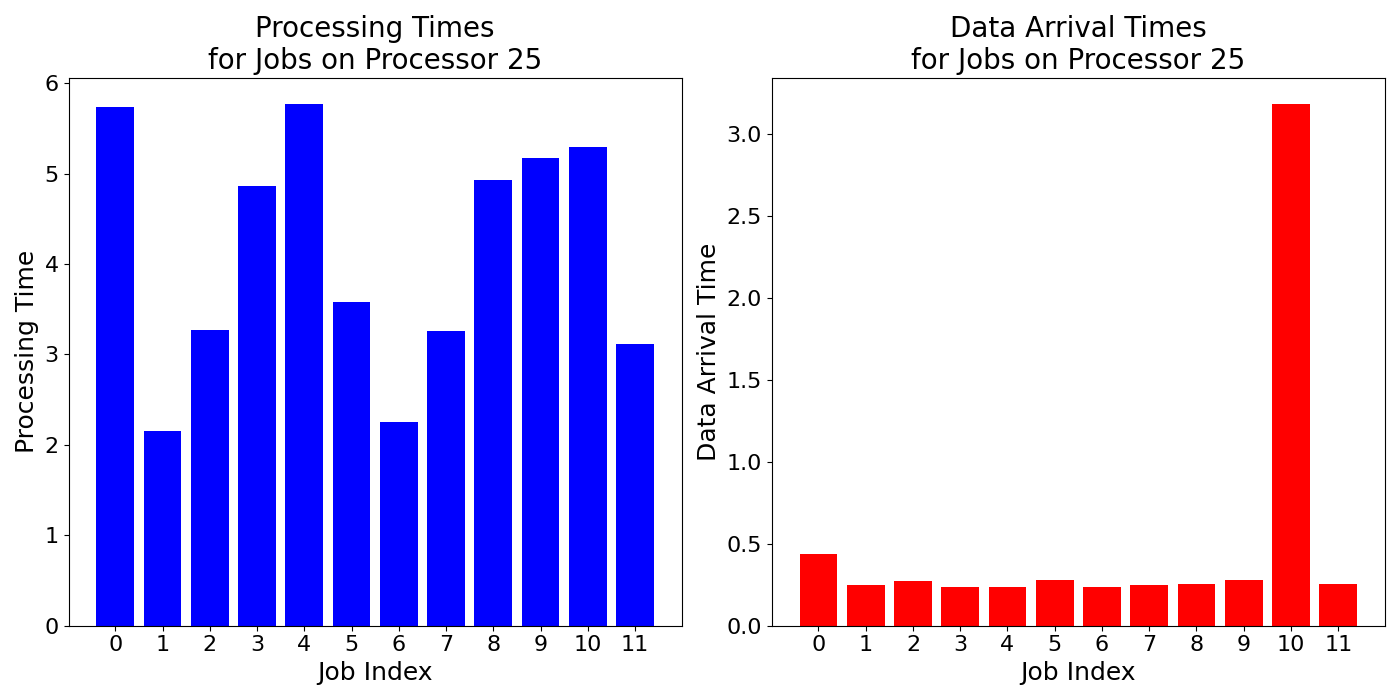 Processing Times
for Jobs on Processor 25
6
5
4
3
2
1
0
Processing Time
0 1 2 3 4 5 6 7 8 9 10 11
Job Index
Data Arrival Times
for Jobs on Processor 25
3.0
2.5
2.0
1.5
1.0
0.5
0.0
Data Arrival Time
0 1 2 3 4 5 6 7 8 9 10 11
Job Index